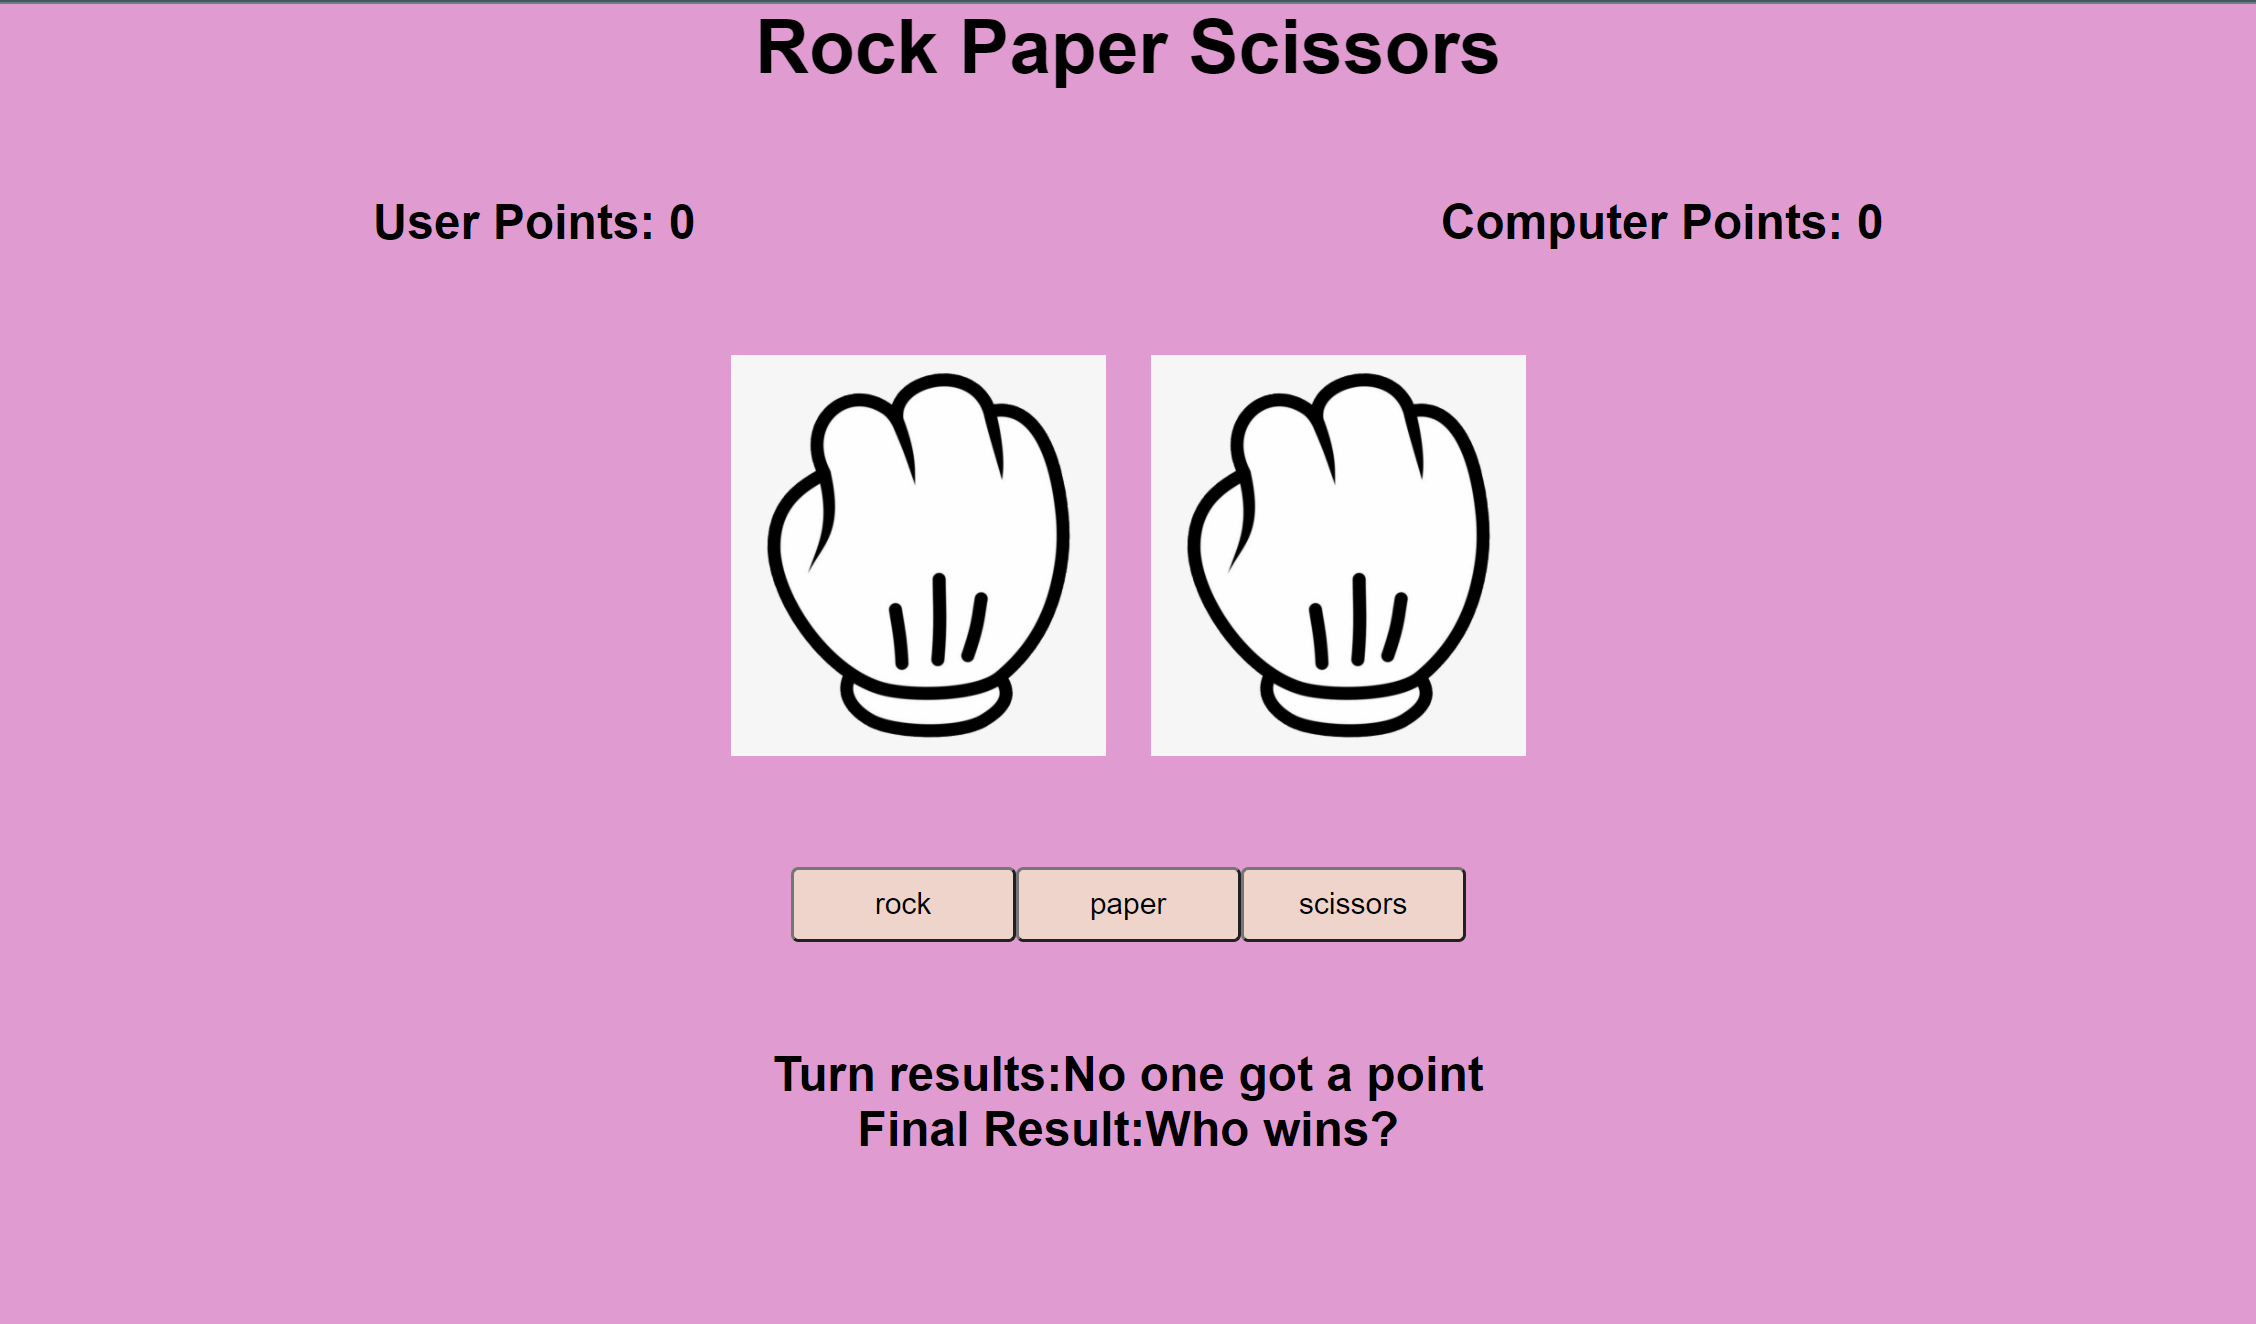 Rock Paper Scissors
User Points: 0
Computer Points: 0
rock
paper
scissors
Turn results:No one got a point
Final Result:Who wins?